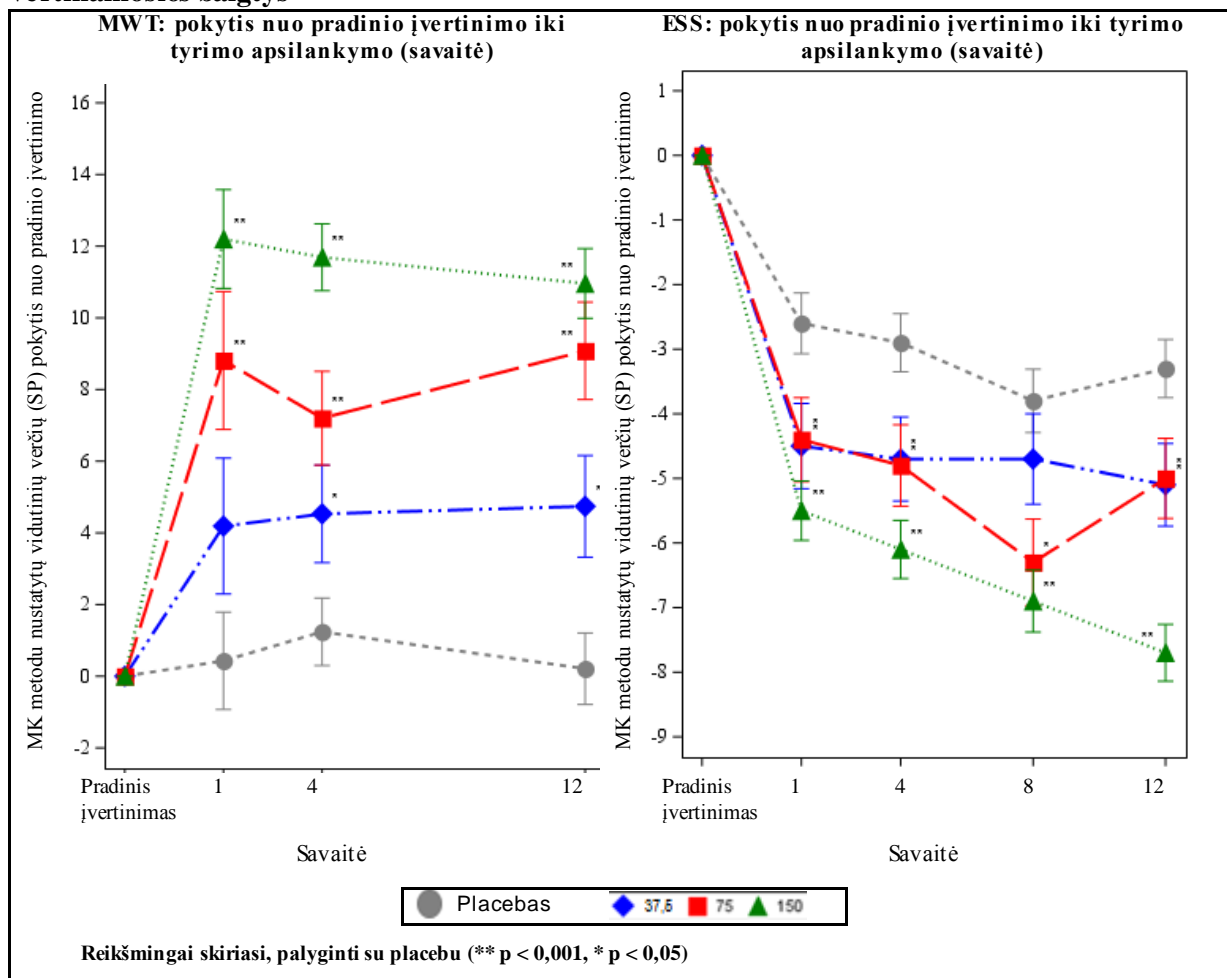 vertinamosios baigtys
MWT: pokytis nuo pradinio įvertinimo iki
tyrimo apsilankymo (savaitė)
MK metodu nustatytų vidutinių verčių (SP) pokytis nuo pradinio įvertinimo
16
14
12
10
8
6
4
2
0
-2
** ** **
** ** **
* *
Pradinis
įvertinimas
1 4 12
Savaitė
ESS: pokytis nuo pradinio įvertinimo iki tyrimo
apsilankymo (savaitė)
MK metodu nustatytų vidutinių verčių (SP) pokytis nuo pradinio įvertinimo
1
0
-1
-2
-3
-4
-5
-6
-7
-8
-9
* * *
* * *
** ** * ** **
Pradinis
įvertinimas
1 4 8 12
Savaitė
Placebas 37,5 75 150
Reikšmingai skiriasi, palyginti su placebu (** p < 0,001, * p < 0,05)